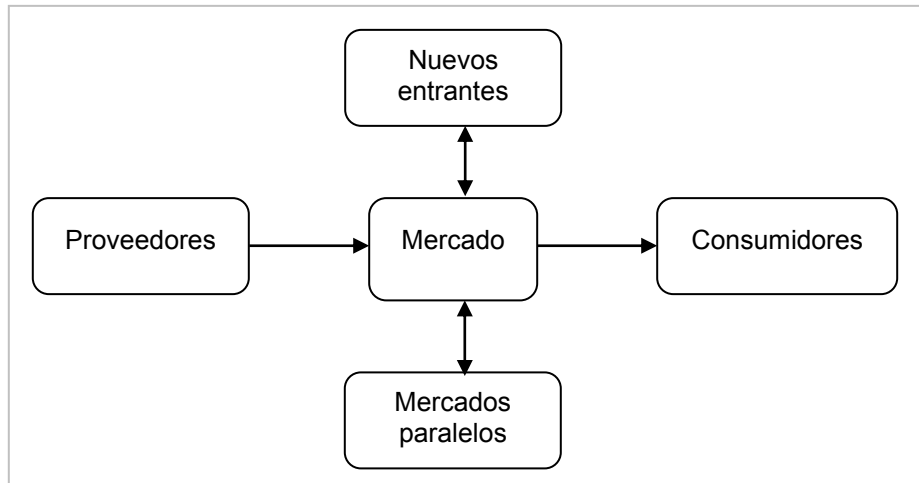 Nuevos
entrantes
Proveedores
Mercado
Consumidores
Mercados
paralelos